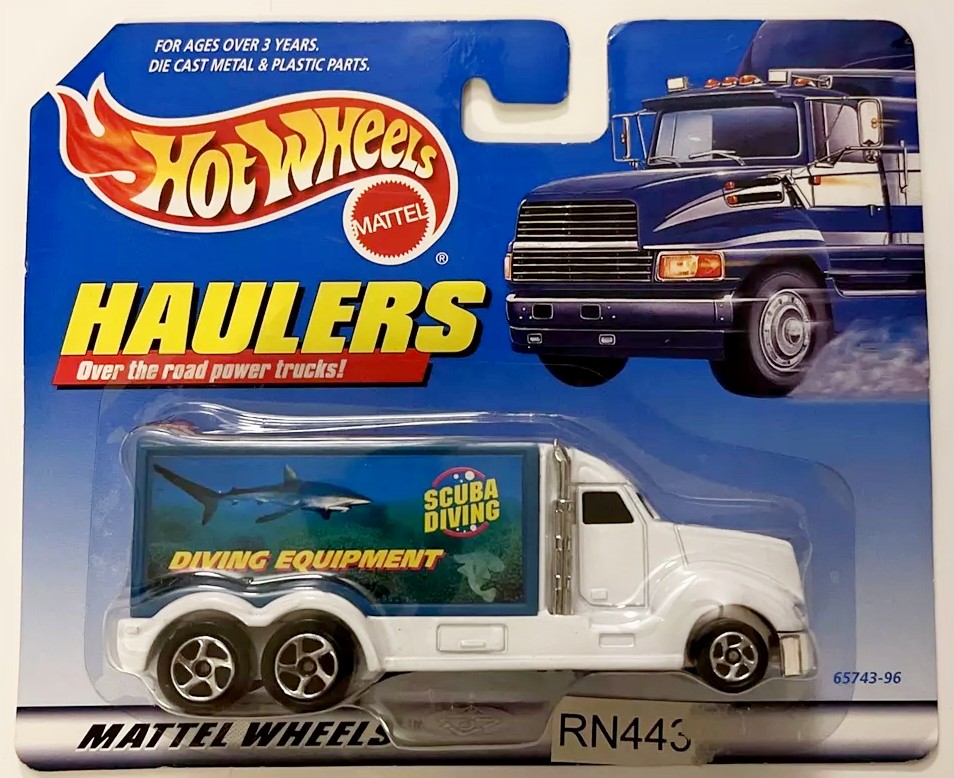 FOR AGES OVER 3 YEARS.
DIE CAST METAL & PLASTIC PARTS.
HOT WHEELS
MATTEL
®
HAULERS
Over the road power trucks!
SCUBA
DIVING
DIVING EQUIPMENT
65743-96
MATTEL WHEELS
RN443